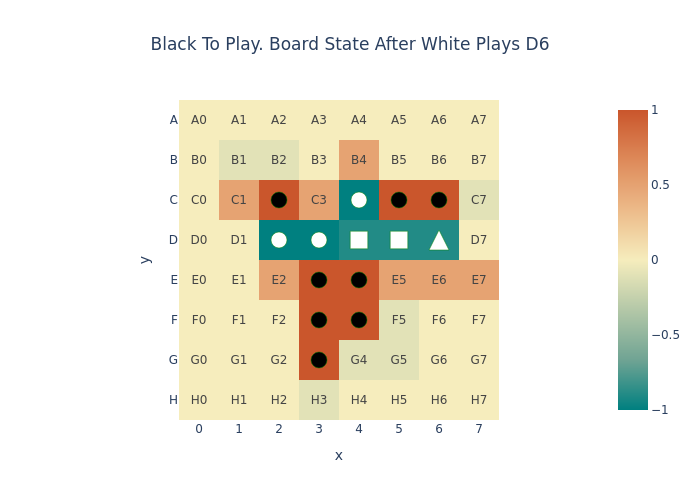 Black To Play. Board State After White Plays D6
A A0 A1 A2 A3 A4 A5 A6 A7
B B0 B1 B2 B3 B4 B5 B6 B7
C C0 C1 C3 C7
D D0 D1 D7
E E0 E1 E2 E5 E6 E7
F F0 F1 F2 F5 F6 F7
G G0 G1 G2 G4 G5 G6 G7
H H0 H1 H2 H3 H4 H5 H6 H7
0 1 2 3 4 5 6 7
x
y
1
0.5
0
−0.5
−1